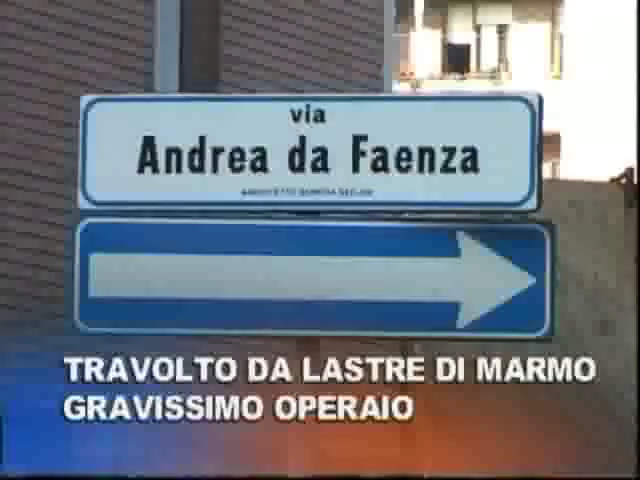 via
Andrea da Faenza
TRAVOLTO DA LASTRE DI MARMO
GRAVISSIMO OPERAIO